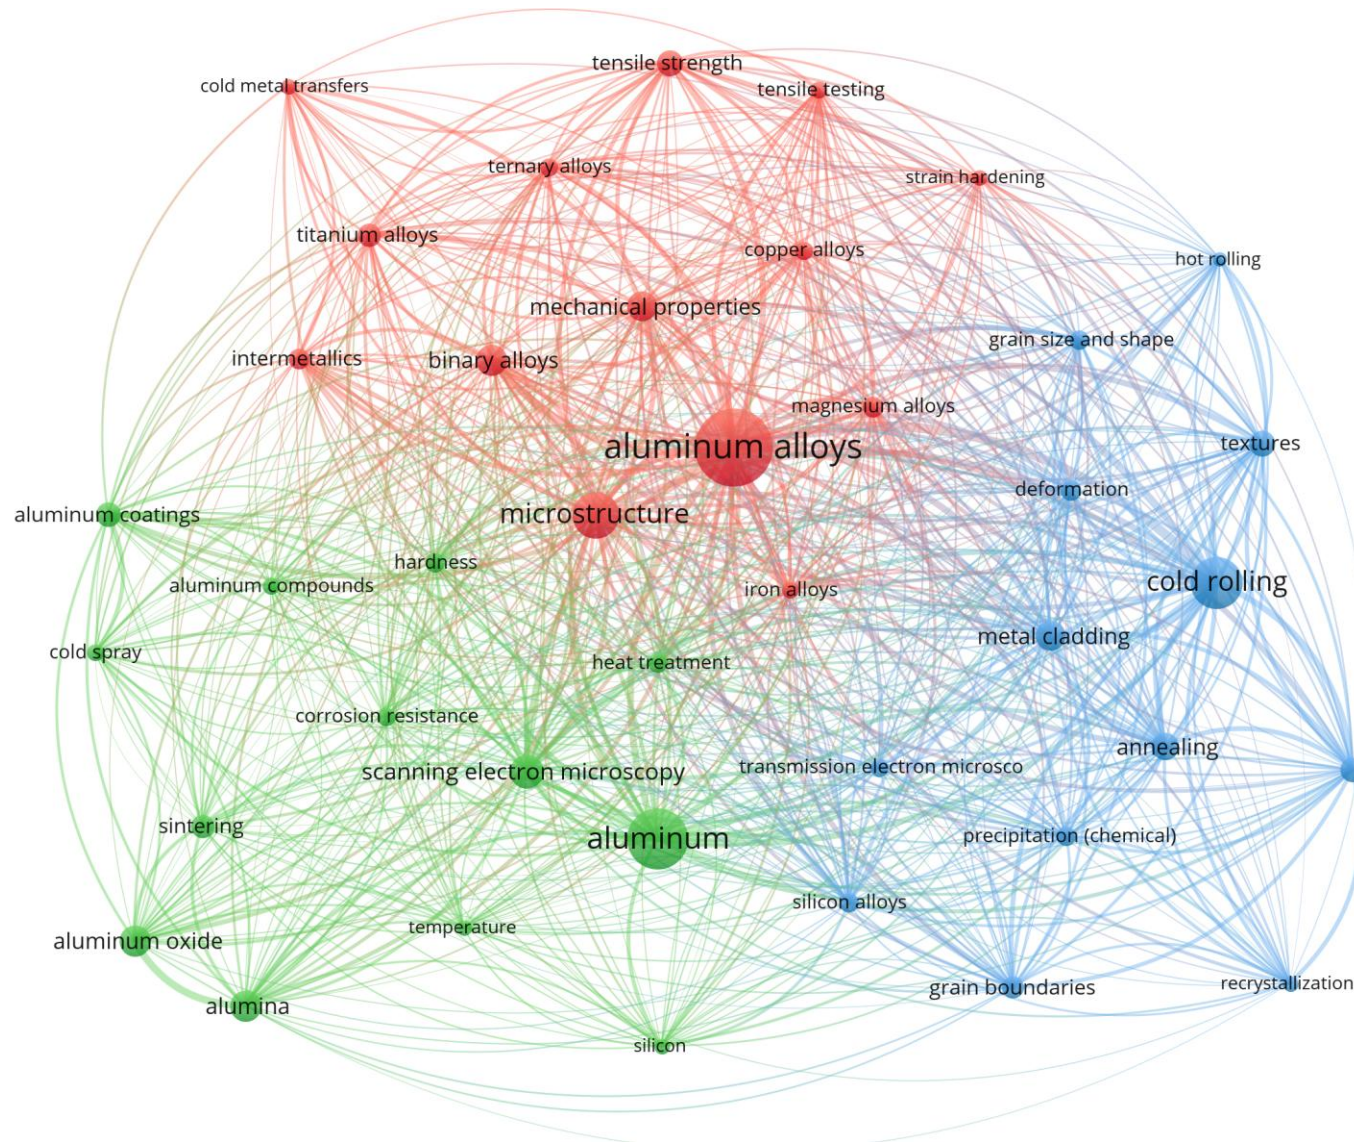 tensile strength
cold metal transfers
tensile testing
ternary alloys
strain hardening
titanium alloys
copper alloys
hot rolling
mechanical properties
grain size and shape
intermetallics
binary alloys
magnesium alloys
aluminum alloys
textures
deformation
aluminum coatings
microstructure
hardness
aluminum compounds
iron alloys
cold rolling
metal cladding
cold spray
heat treatment
corrosion resistance
annealing
scanning electron microscopy
transmission electron microsco
sintering
aluminum
precipitation (chemical)
silicon alloys
temperature
aluminum oxide
grain boundaries
recrystallization
alumina
silicon